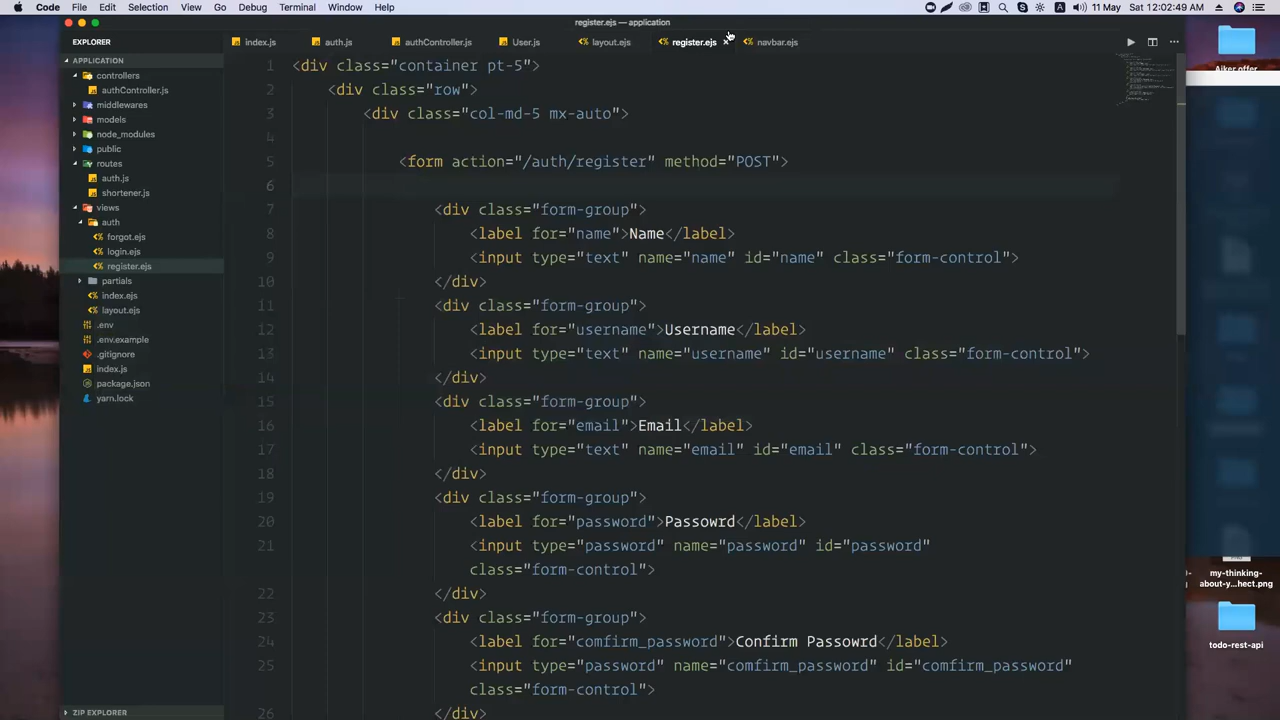 Code File Edit Selection View Go Debug Terminal Window Help
A 11 May Sat 12:02:49 AM
register.ejs — application
EXPLORER
index.js auth.js authController.js User.js layout.ejs register.ejs navbar.ejs
APPLICATION
controllers
authController.js
middlewares
models
node_modules
public
routes
auth.js
shortener.js
views
auth
forgot.ejs
login.ejs
register.ejs
partials
index.ejs
layout.ejs
.env
.env.example
.gitignore
index.js
package.json
yarn.lock
ZIP EXPLORER
1 <div class="container pt-5">
2 <div class="row">
3 <div class="col-md-5 mx-auto">
4
5 <form action="/auth/register" method="POST">
6
7 <div class="form-group">
8 <label for="name">Name</label>
9 <input type="text" name="name" id="name" class="form-control">
10 </div>
11 <div class="form-group">
12 <label for="username">Username</label>
13 <input type="text" name="username" id="username" class="form-control">
14 </div>
15 <div class="form-group">
16 <label for="email">Email</label>
17 <input type="text" name="email" id="email" class="form-control">
18 </div>
19 <div class="form-group">
20 <label for="password">Passowrd</label>
21 <input type="password" name="password" id="password"
class="form-control">
22 </div>
23 <div class="form-group">
24 <label for="comfirm_password">Confirm Passowrd</label>
25 <input type="password" name="comfirm_password" id="comfirm_password"
class="form-control">
26 </div>
Aiker offer
my-thinking-
about-y...hect.png
todo-rest-api